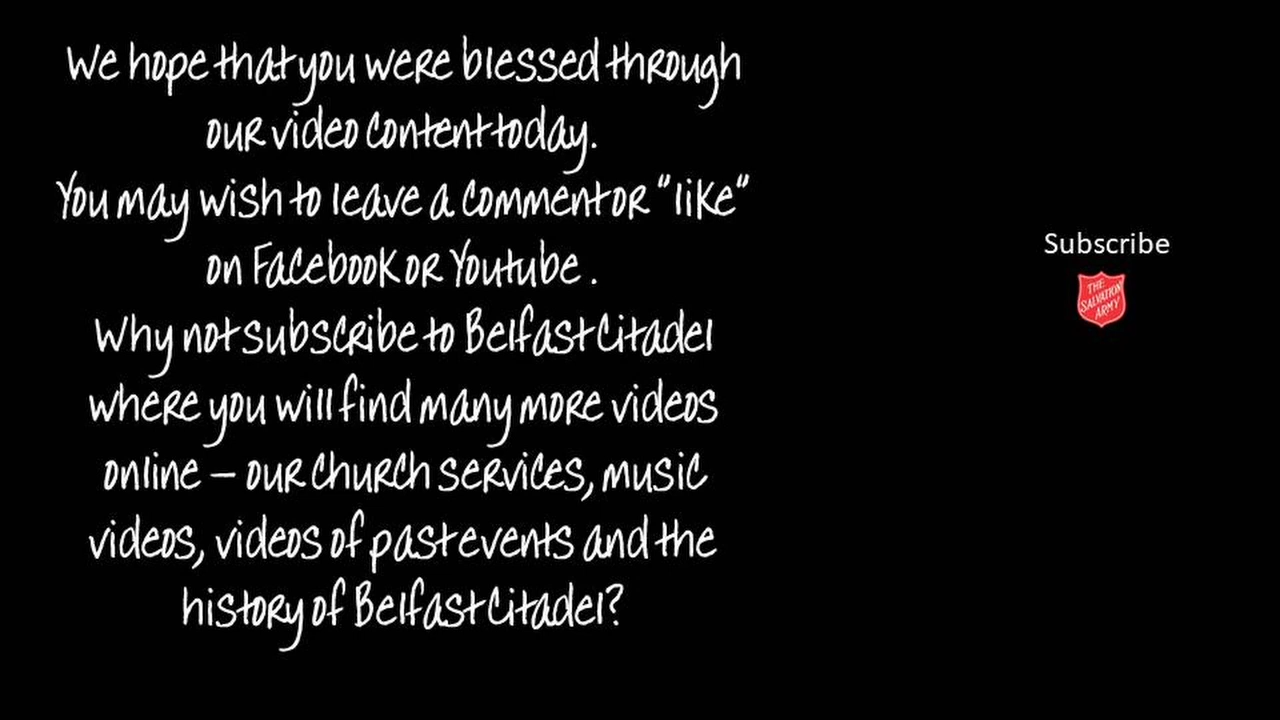 We hope that you were blessed through
our video content today.
You may wish to leave a comment or "like"
on Facebook or Youtube .
Why not subscribe to Belfast Citadel
where you will find many more videos
online – our church services, music
videos, videos of past events and the
history of Belfast Citadel?
Subscribe
THE
SALVATION
ARMY